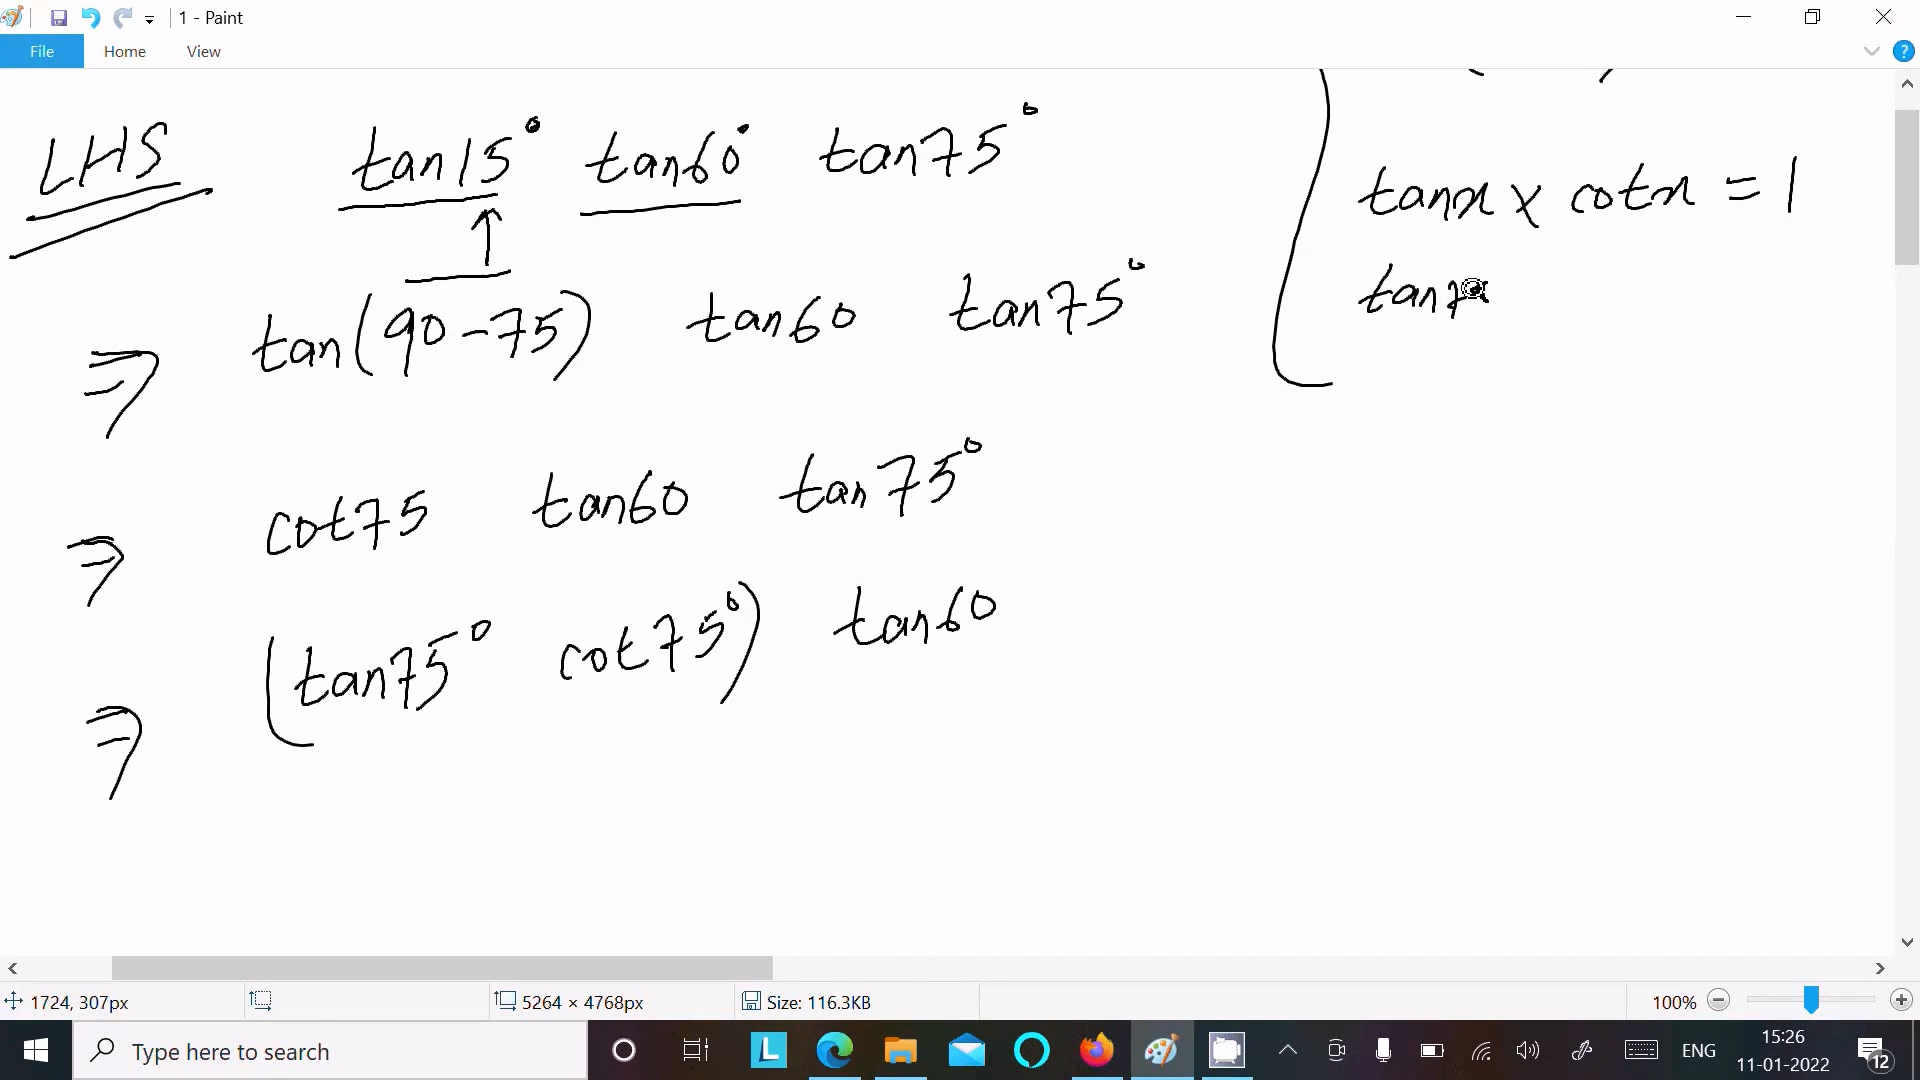 1 - Paint
File Home View
LHS tan15° tan60° tan75°
tanx × cotx = 1
⇒ tan(90-75) tan60 tan75°
tan7
⇒ cot75 tan60 tan75°
⇒ (tan75° cot75°) tan60
1724, 307px 5264 × 4768px Size: 116.3KB 100%
Type here to search
L
ENG
15:26
11-01-2022
12